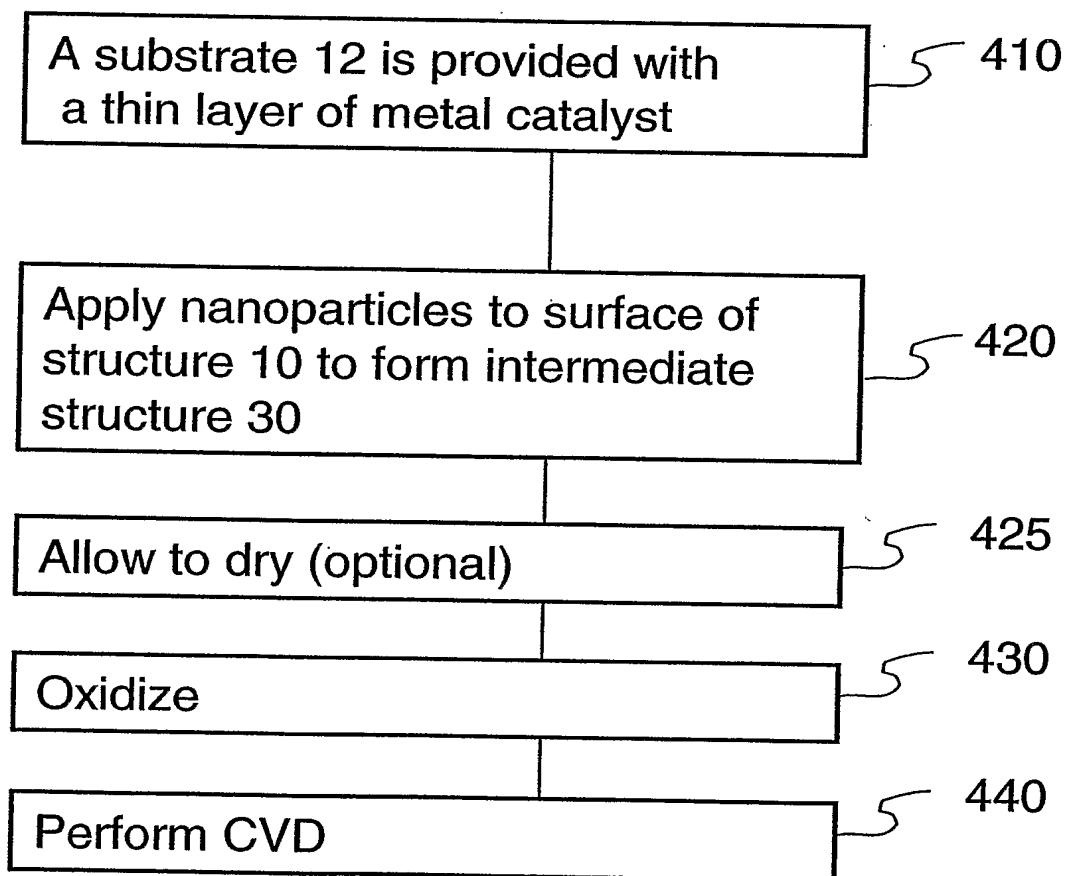 A substrate 12 is provided with
a thin layer of metal catalyst
410
Apply nanoparticles to surface of
structure 10 to form intermediate
structure 30
420
Allow to dry (optional)
425
Oxidize
430
Perform CVD
440